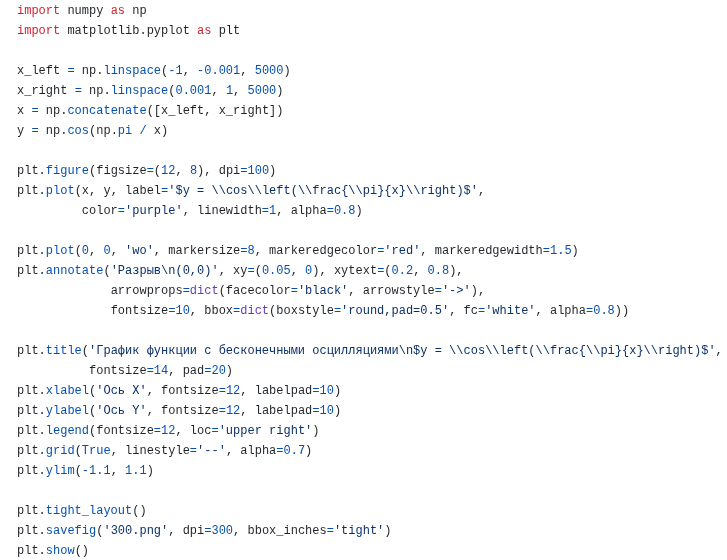 import numpy as np
import matplotlib.pyplot as plt
x_left = np.linspace(-1, -0.001, 5000)
x_right = np.linspace(0.001, 1, 5000)
x = np.concatenate([x_left, x_right])
y = np.cos(np.pi / x)
plt.figure(figsize=(12, 8), dpi=100)
plt.plot(x, y, label='$y = \\cos\\left(\\frac{\\pi}{x}\\right)$',
         color='purple', linewidth=1, alpha=0.8)
plt.plot(0, 0, 'wo', markersize=8, markeredgecolor='red', markeredgewidth=1.5)
plt.annotate('Разрыв\n(0,0)', xy=(0.05, 0), xytext=(0.2, 0.8),
             arrowprops=dict(facecolor='black', arrowstyle='->'),
             fontsize=10, bbox=dict(boxstyle='round,pad=0.5', fc='white', alpha=0.8))
plt.title('График функции с бесконечными осцилляциями\n$y = \\cos\\left(\\frac{\\pi}{x}\\right)$',
          fontsize=14, pad=20)
plt.xlabel('Ось X', fontsize=12, labelpad=10)
plt.ylabel('Ось Y', fontsize=12, labelpad=10)
plt.legend(fontsize=12, loc='upper right')
plt.grid(True, linestyle='--', alpha=0.7)
plt.ylim(-1.1, 1.1)
plt.tight_layout()
plt.savefig('300.png', dpi=300, bbox_inches='tight')
plt.show()